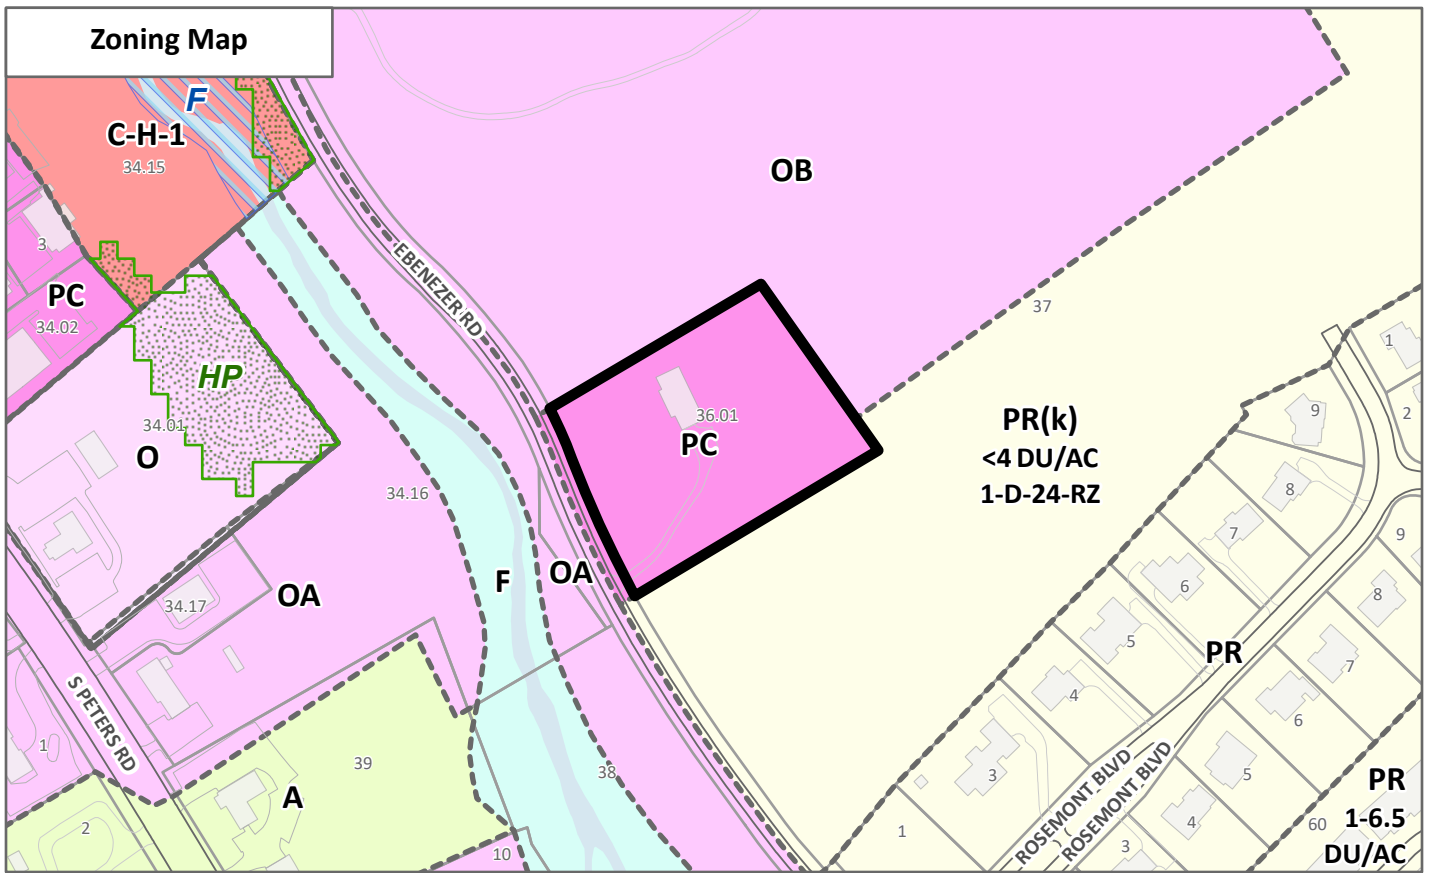 Zoning Map
F
C-H-1
34.15
OB
3
PC
34.02
EBENEZER RD
37
HP
34.01
O
36.01
PC
PR(k)
<4 DU/AC
1-D-24-RZ
1
2
9
8
7
9
34.16
F
OA
6
8
34.17
OA
5
PR
7
4
6
S PETERS RD
1
39
A
38
3
5
ROSEMONT BLVD
ROSEMONT BLVD
PR
1-6.5
DU/AC
2
10
1
4
3
60